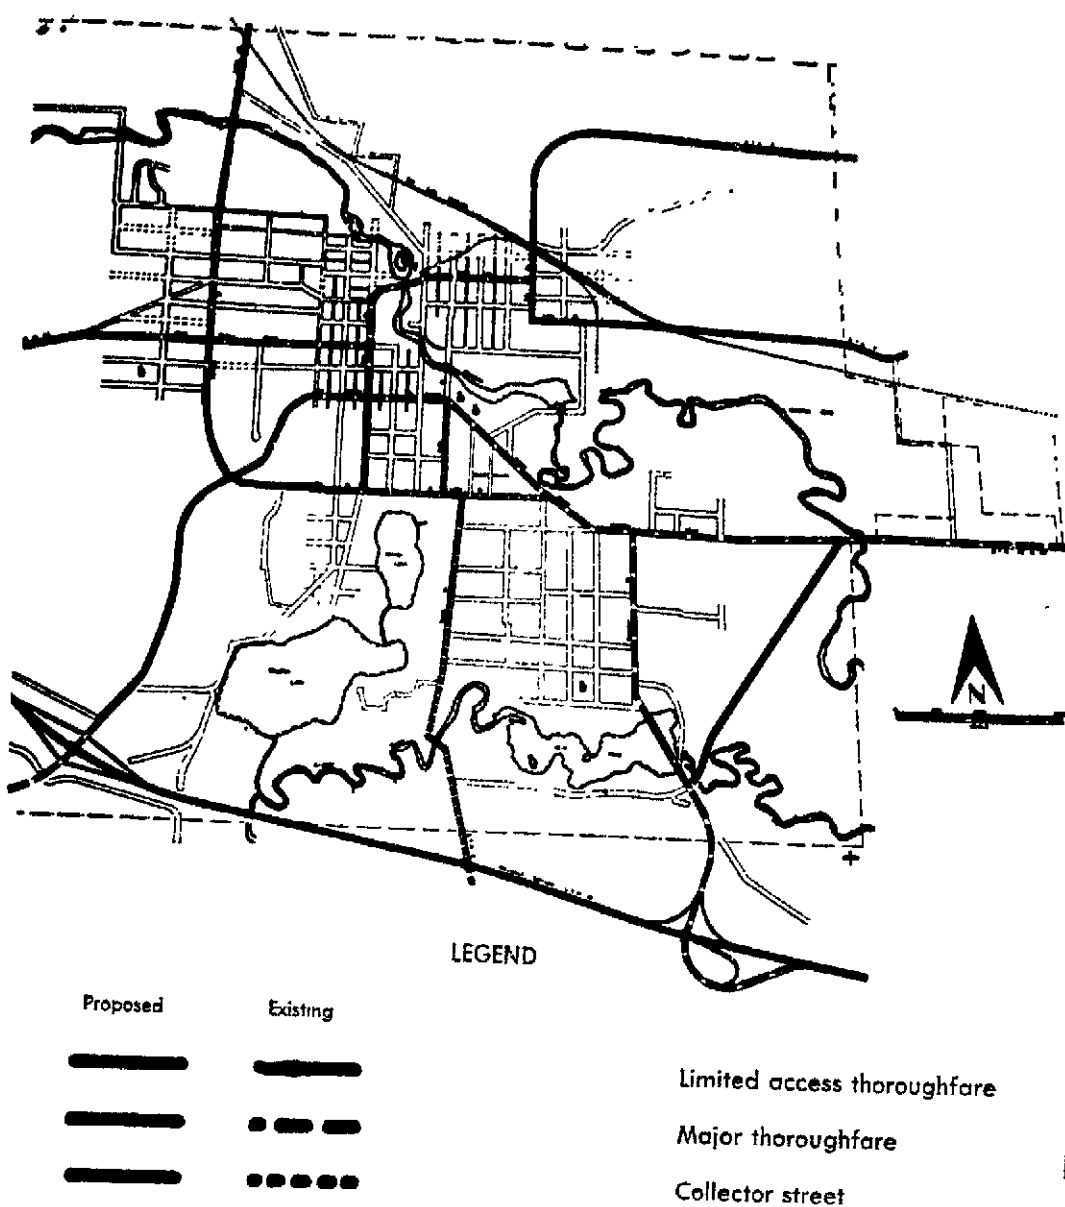 N
LEGEND
Proposed Existing
Limited access thoroughfare
Major thoroughfare
Collector street